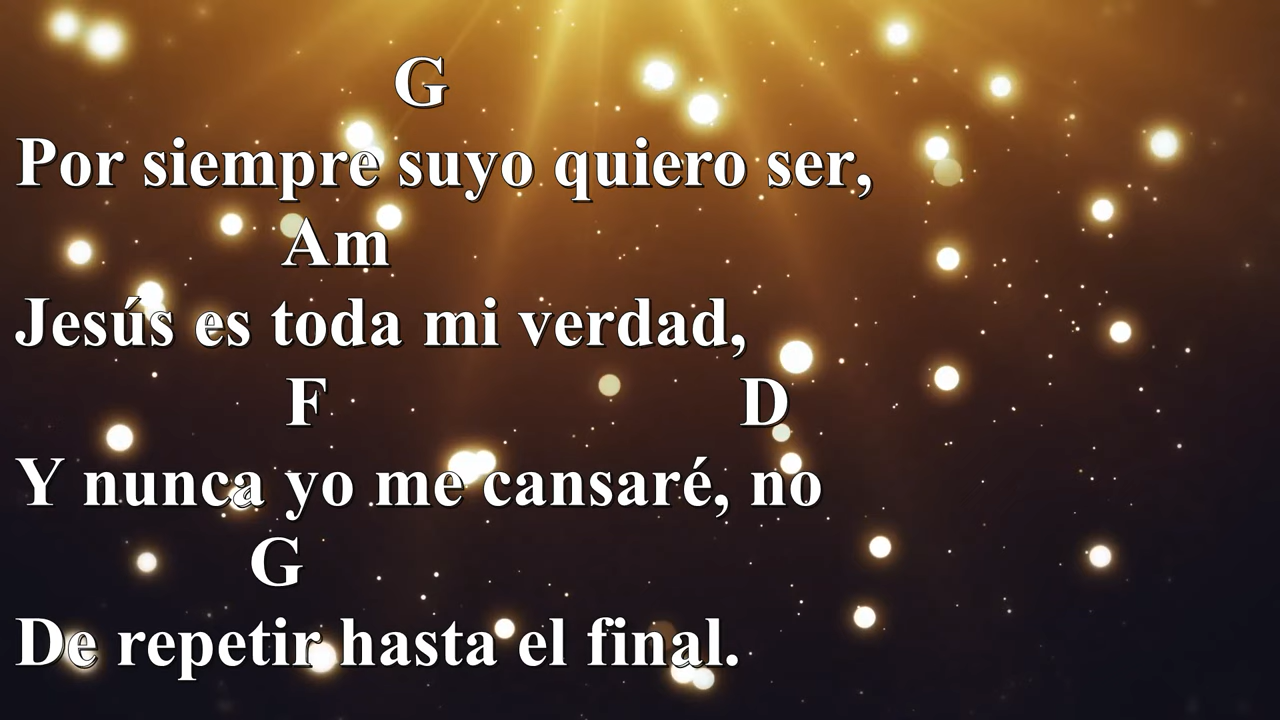 G
Por siempre suyo quiero ser,
Am
Jesús es toda mi verdad,
F D
Y nunca yo me cansaré, no
G
De repetir hasta el final.